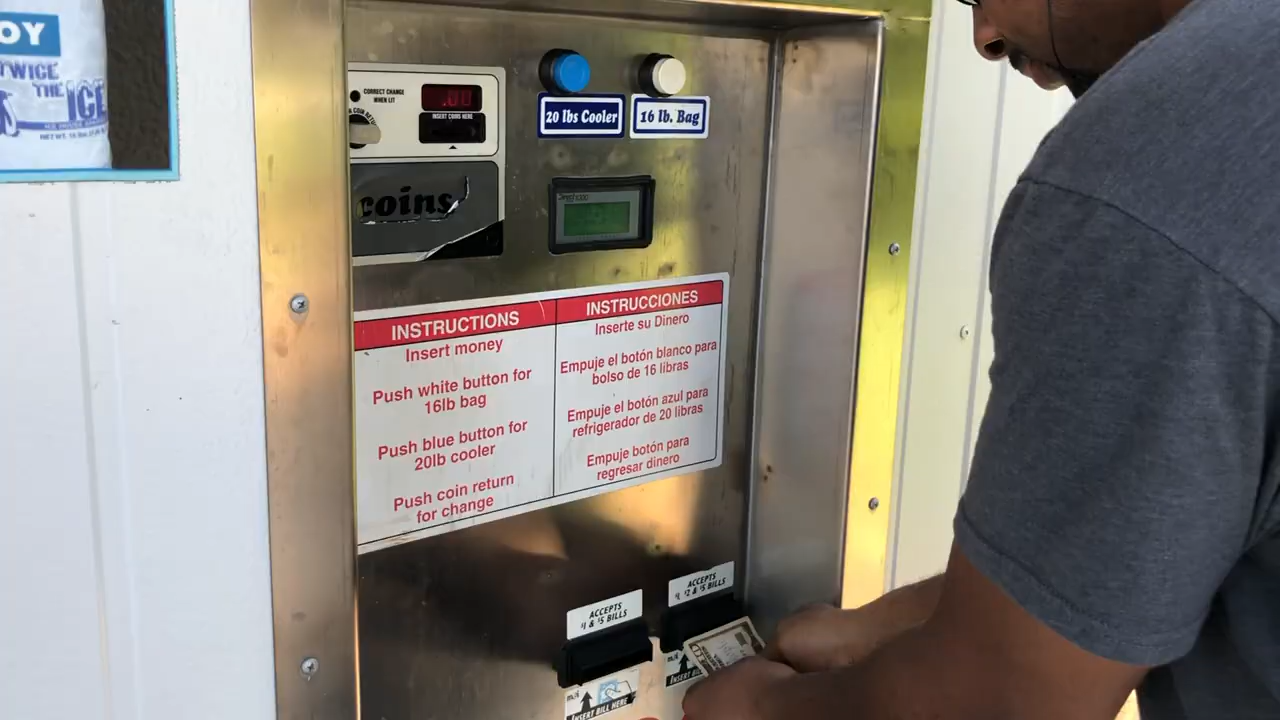 OY
TWICE
THE
ICE
CORRECT CHANGE
WHEN LIT
INSERT COINS HERE
.00
coins
20 lbs Cooler
16 lb. Bag
INSTRUCTIONS
Insert money
Push white button for
16lb bag
Push blue button for
20lb cooler
Push coin return
for change
INSTRUCCIONES
Inserte su Dinero
Empuje el botón blanco para
bolso de 16 libras
Empuje el botón azul para
refrigerador de 20 libras
Empuje botón para
regresar dinero
ACCEPTS
$1 & $5 BILLS
ACCEPTS
$1, $2 & $5 BILLS
INSERT BILL HERE
INSERT BI